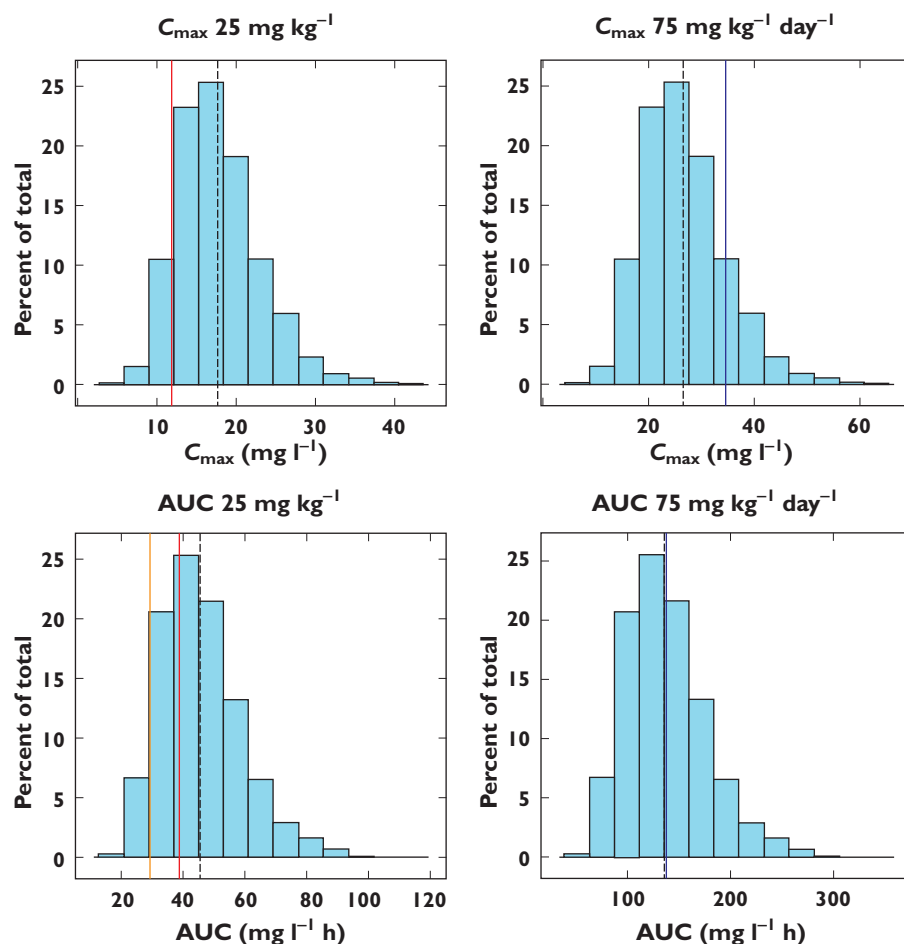 C_max 25 mg kg⁻¹
C_max 75 mg kg⁻¹ day⁻¹
Percent of total
25
20
15
10
5
0
10 20 30 40
C_max (mg l⁻¹)
Percent of total
25
20
15
10
5
0
20 40 60
C_max (mg l⁻¹)
AUC 25 mg kg⁻¹
AUC 75 mg kg⁻¹ day⁻¹
Percent of total
25
20
15
10
5
0
20 40 60 80 100 120
AUC (mg l⁻¹ h)
Percent of total
25
20
15
10
5
0
100 200 300
AUC (mg l⁻¹ h)